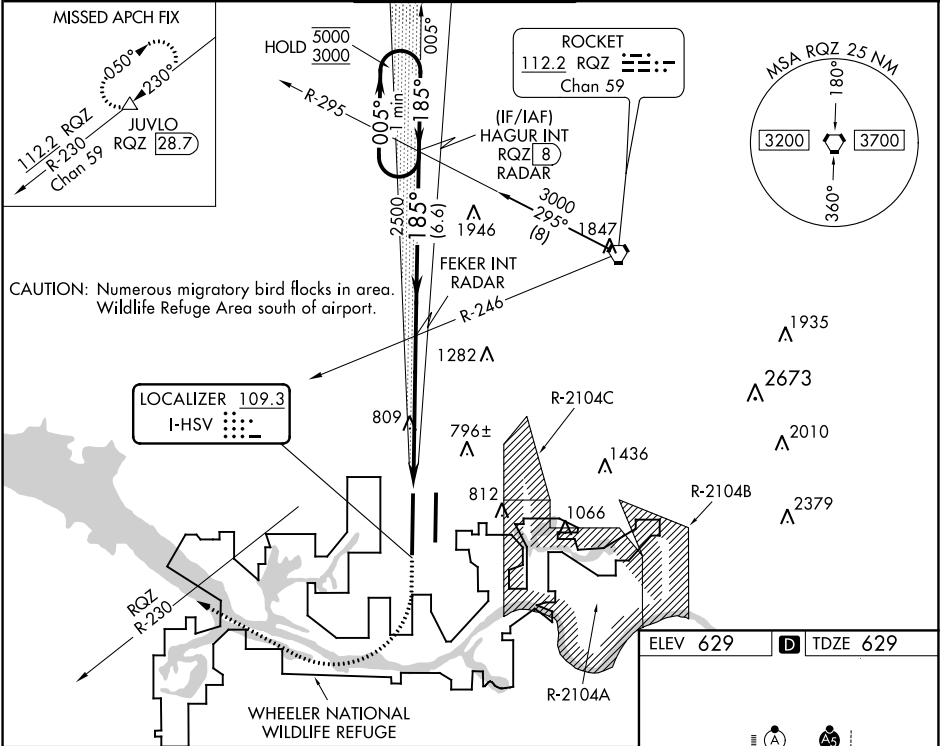 MISSED APCH FIX
050°
230°
JUVLO
RQZ 28.7
112.2 RQZ
R-230
Chan 59
HOLD 5000
3000
005°
R-295
005°
1 min
185°
ROCKET
112.2 RQZ
Chan 59
(IF/IAF)
HAGUR INT
RQZ 8
RADAR
3000
295°
(8)
MSA RQZ 25 NM
180°
3200
3700
360°
2500
185°
(6.6)
1946
1847
FEKER INT
RADAR
R-246
CAUTION: Numerous migratory bird flocks in area.
Wildlife Refuge Area south of airport.
1282
1935
2673
LOCALIZER 109.3
I-HSV
809
796±
R-2104C
1436
2010
812
1066
R-2104B
2379
RQZ
R-230
R-2104A
WHEELER NATIONAL
WILDLIFE REFUGE
ELEV 629
D
TDZE 629
A
A5